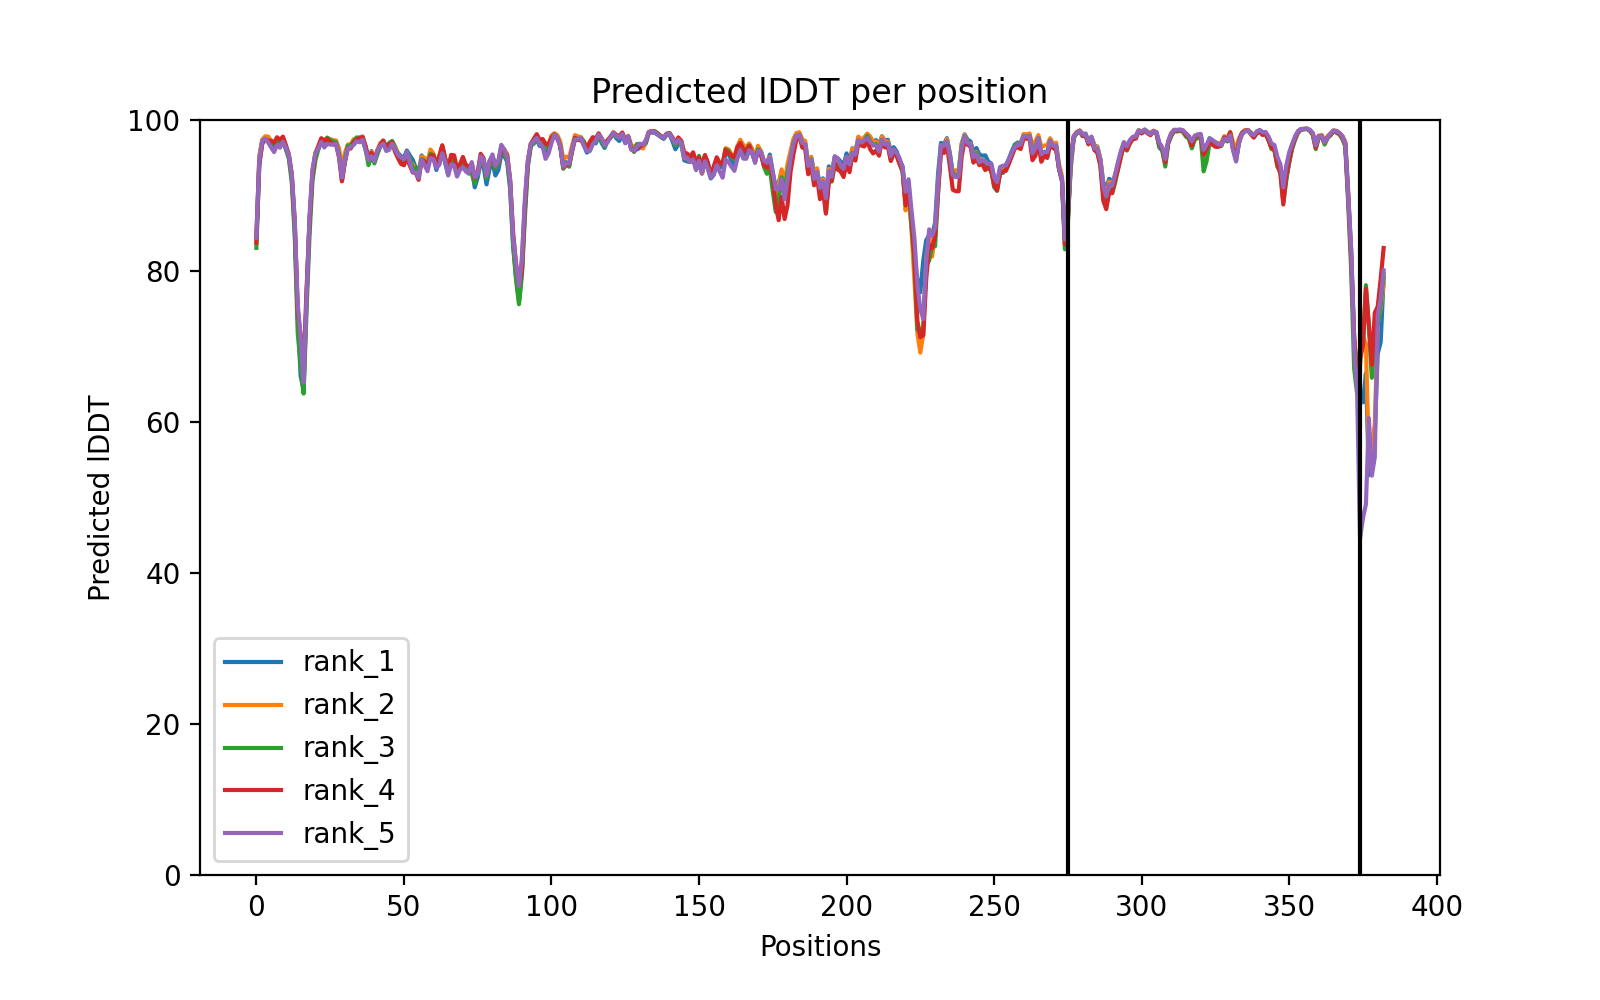 Predicted lDDT per position
100
80
60
40
20
0
Predicted lDDT
rank_1
rank_2
rank_3
rank_4
rank_5
0 50 100 150 200 250 300 350 400
Positions